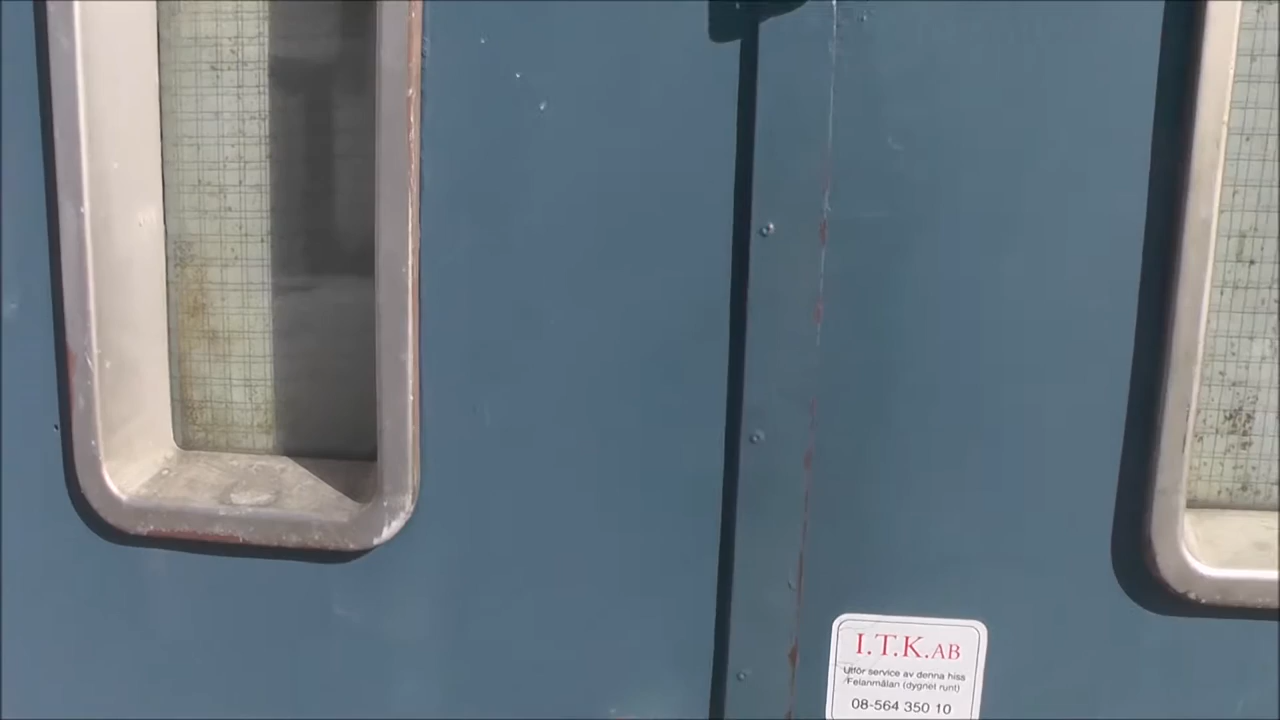 I.T.K.AB
Utför service av denna hiss
Felanmälan (dygnet runt)
08-564 350 10